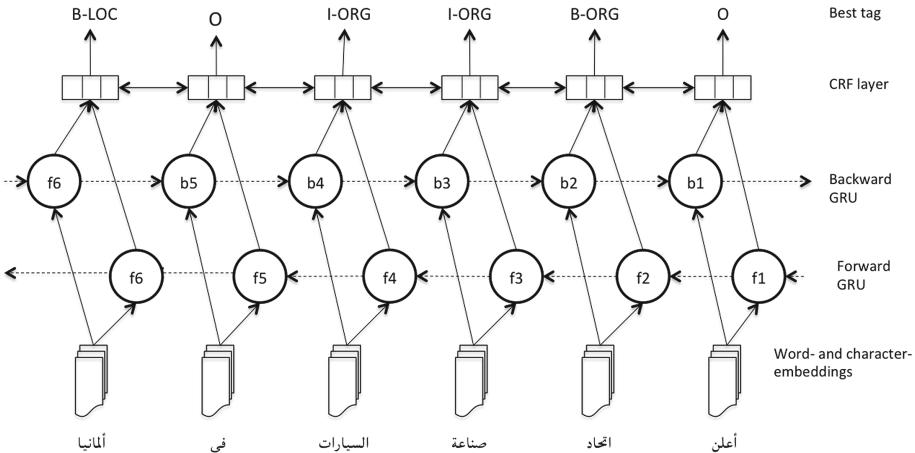 B-LOC O I-ORG I-ORG B-ORG O Best tag
CRF layer
f6 b5 b4 b3 b2 b1 Backward
GRU
f6 f5 f4 f3 f2 f1 Forward
GRU
Word- and character-
embeddings
أعلن اتحاد صناعة السيارات فى ألمانيا